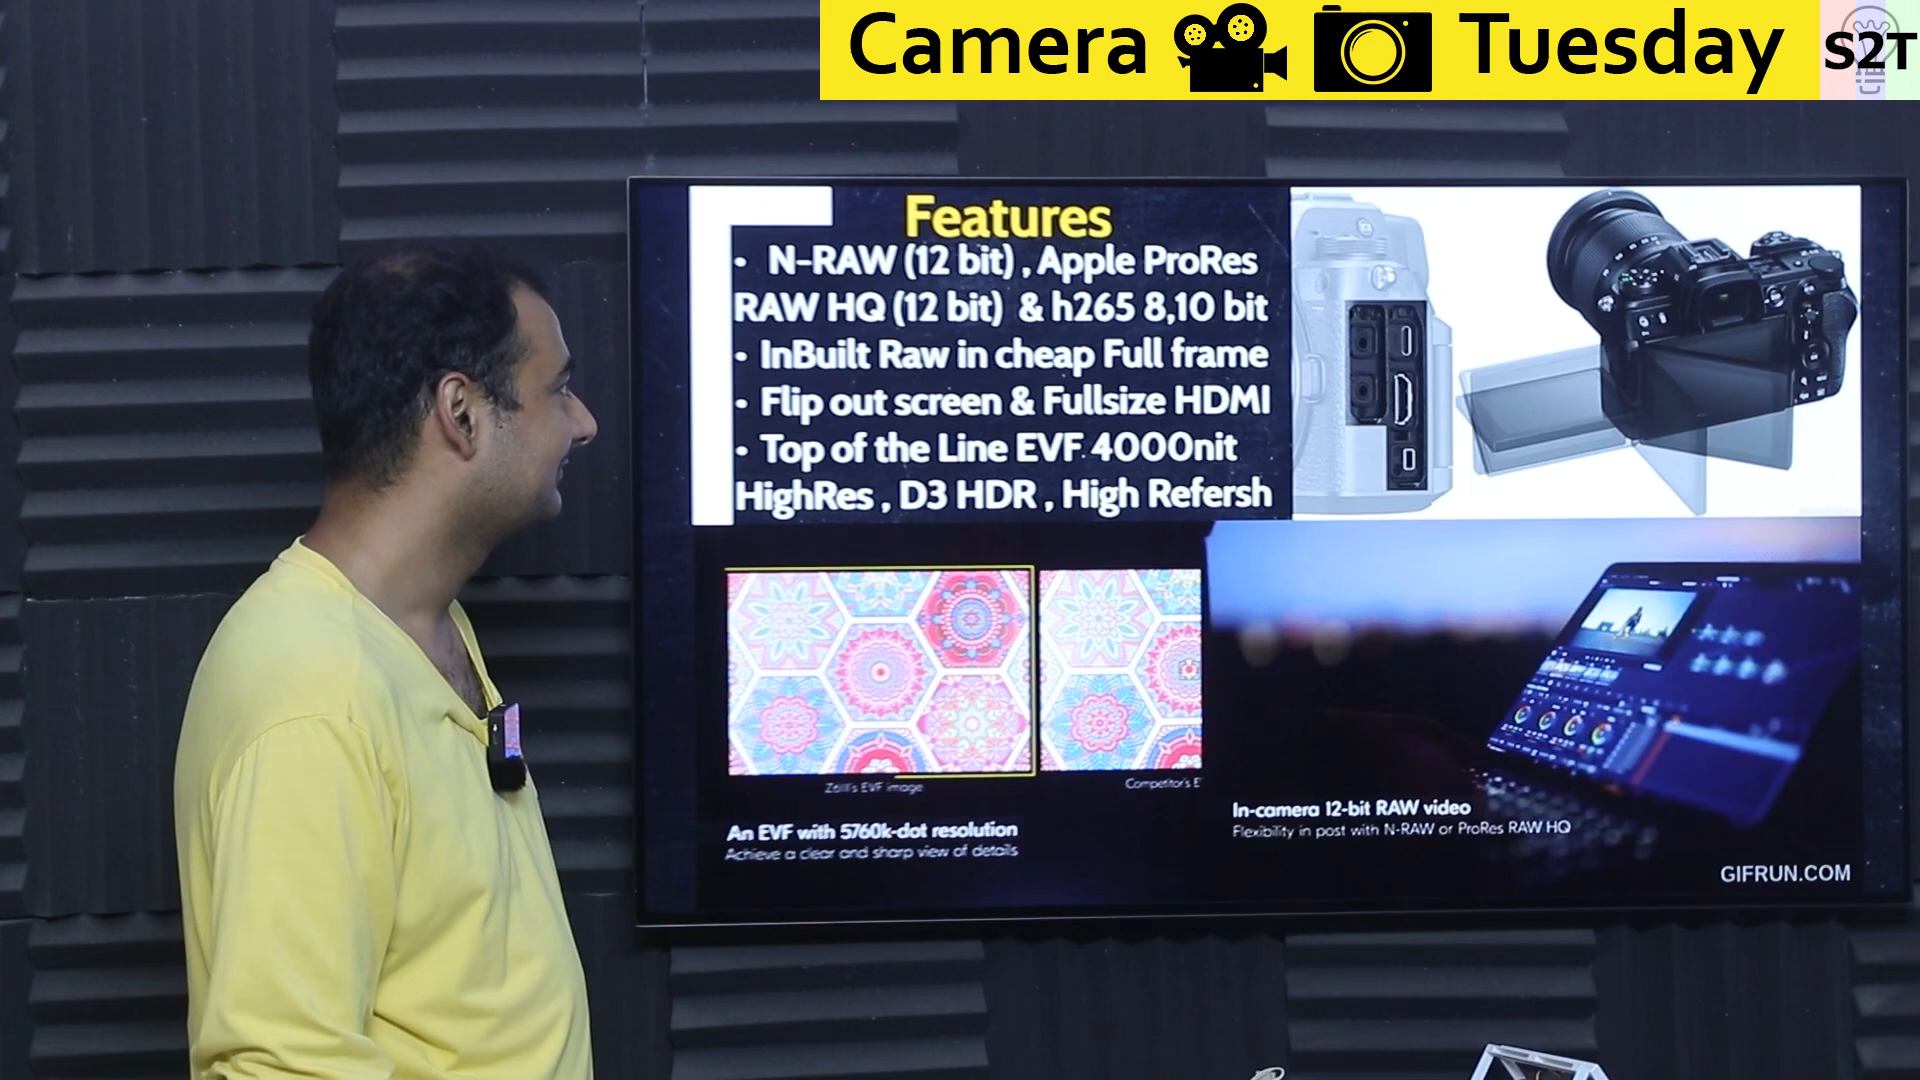 Camera Tuesday S2T
Features
• N-RAW (12 bit) , Apple ProRes
RAW HQ (12 bit) & h265 8,10 bit
• InBuilt Raw in cheap Full frame
• Flip out screen & Fullsize HDMI
• Top of the Line EVF 4000nit
HighRes , D3 HDR , High Refersh
Z6III's EVF image
Competitor's E
An EVF with 5760k-dot resolution
Achieve a clear and sharp view of details
In-camera 12-bit RAW video
Flexibility in post with N-RAW or ProRes RAW HQ
GIFRUN.COM